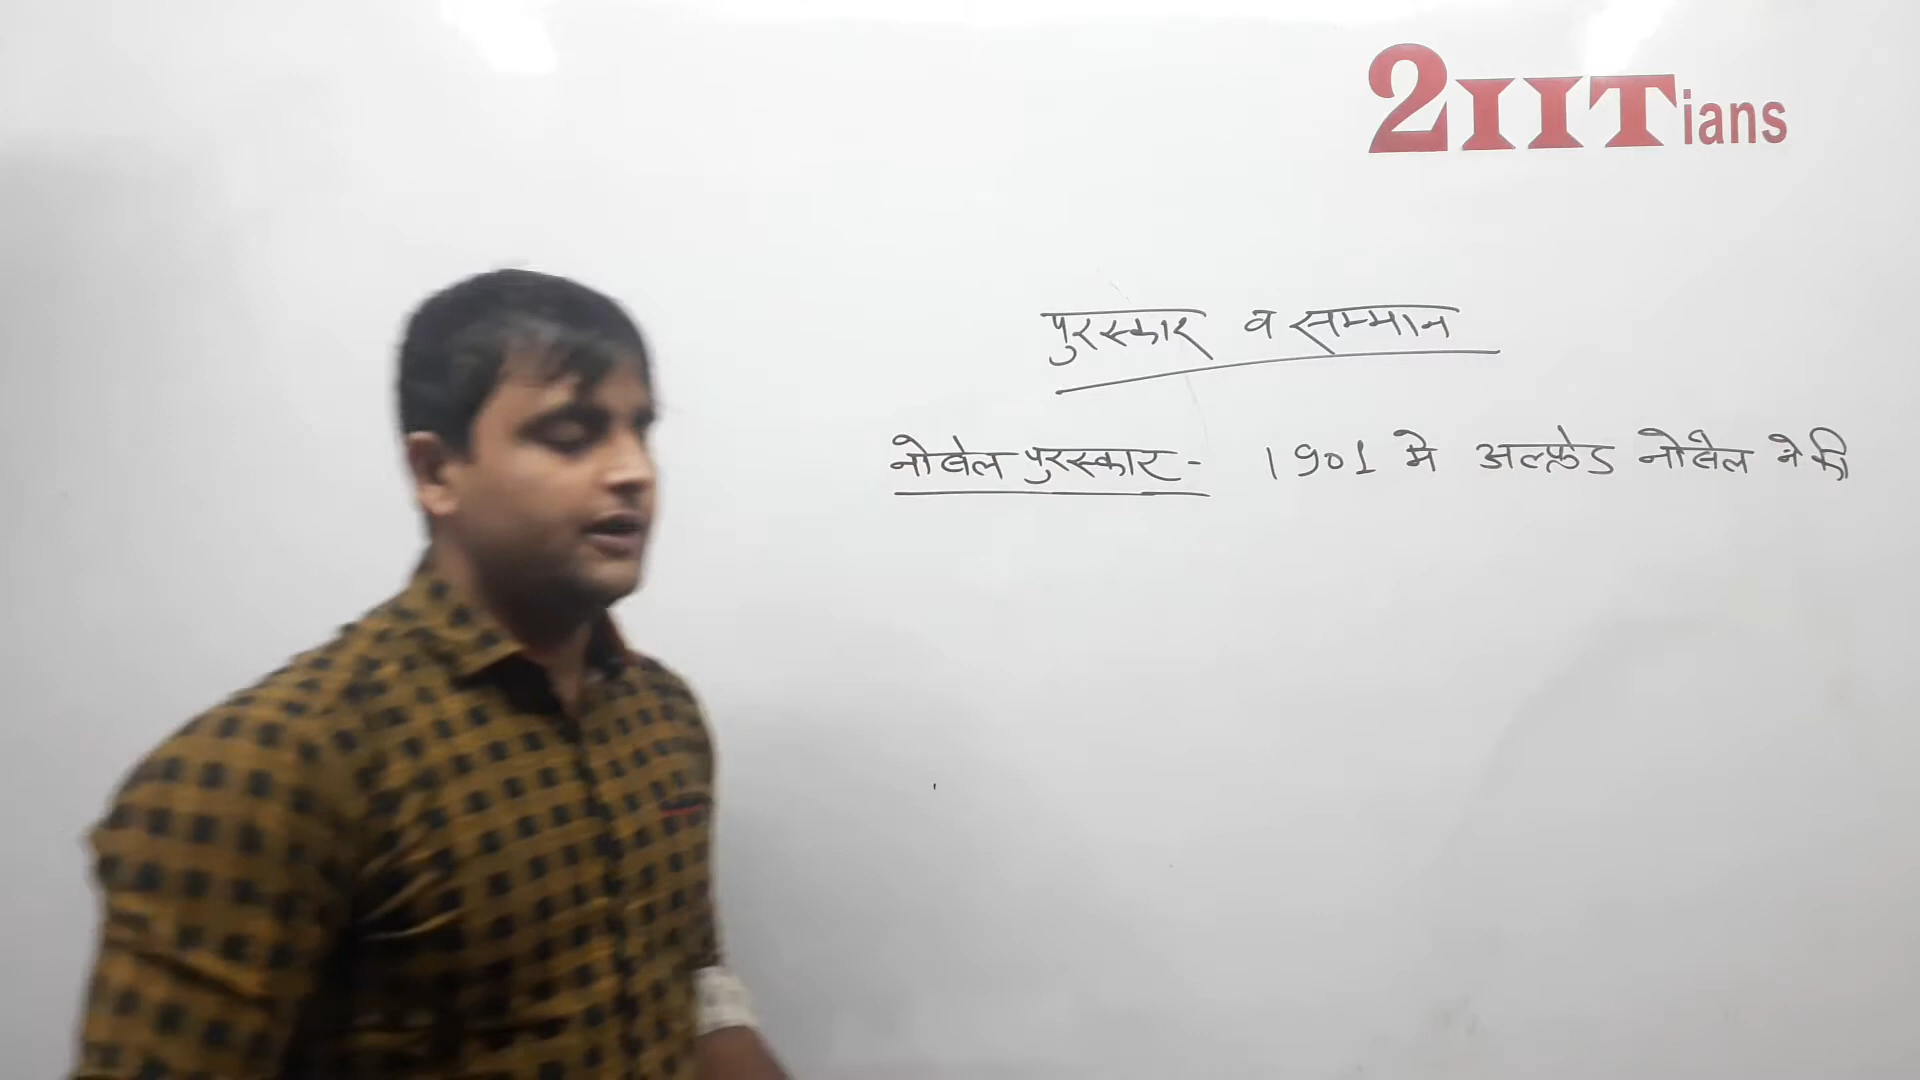 2IITians
पुरस्कार व सम्मान
नोबेल पुरस्कार - 1901 मे अल्फ्रेड नोबेल ने की